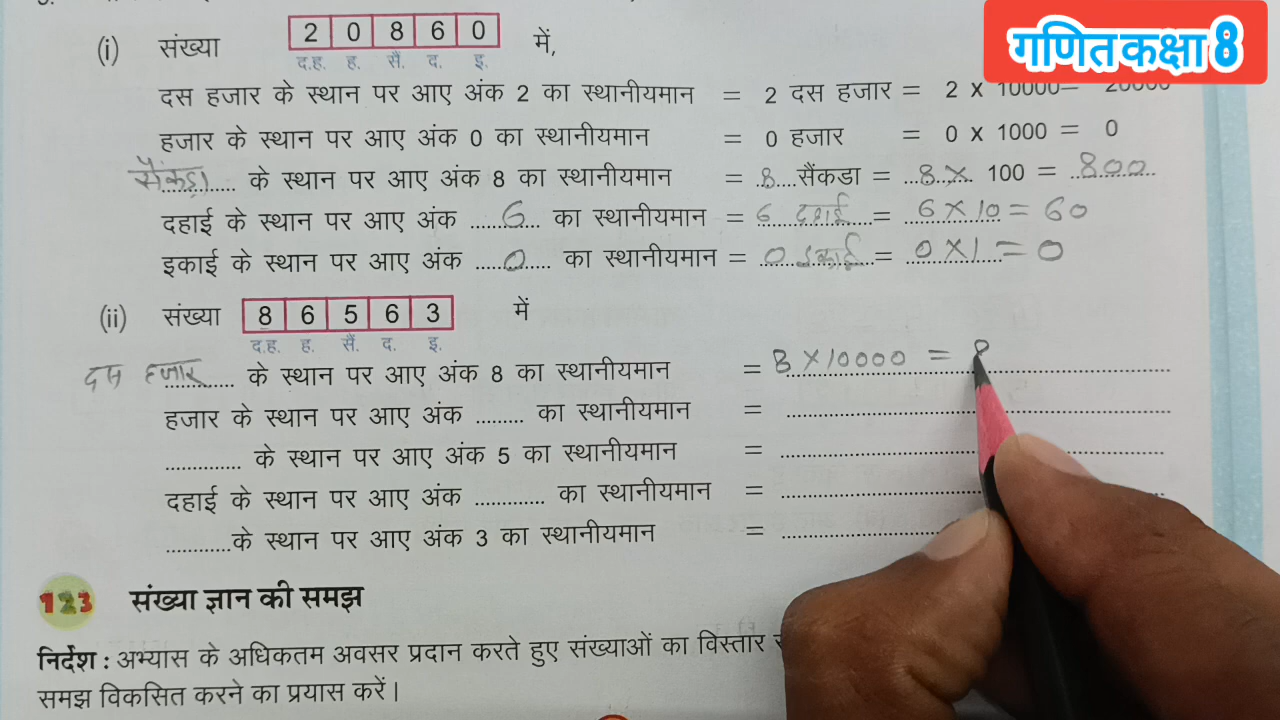 गणित कक्षा 8
(i) संख्या 2 0 8 6 0 में,
द.ह. ह. सैं. द. इ.
दस हजार के स्थान पर आए अंक 2 का स्थानीयमान = 2 दस हजार = 2 x 10000= 20000
हजार के स्थान पर आए अंक 0 का स्थानीयमान = 0 हजार = 0 x 1000 = 0
सैंकड़ा के स्थान पर आए अंक 8 का स्थानीयमान = 8 सैंकडा = 8 x 100 = 800
दहाई के स्थान पर आए अंक 6 का स्थानीयमान = 6 दहाई = 6 x 10 = 60
इकाई के स्थान पर आए अंक 0 का स्थानीयमान = 0 इकाई = 0 x 1 = 0
(ii) संख्या 8 6 5 6 3 में
द.ह. ह. सैं. द. इ.
दस हजार के स्थान पर आए अंक 8 का स्थानीयमान = 8 x 10000 =
हजार के स्थान पर आए अंक ......... का स्थानीयमान = ..........
............. के स्थान पर आए अंक 5 का स्थानीयमान = ..........
दहाई के स्थान पर आए अंक ............ का स्थानीयमान = ..........
............के स्थान पर आए अंक 3 का स्थानीयमान = ..........
123 संख्या ज्ञान की समझ
निर्देश : अभ्यास के अधिकतम अवसर प्रदान करते हुए संख्याओं का विस्तार
समझ विकसित करने का प्रयास करें।